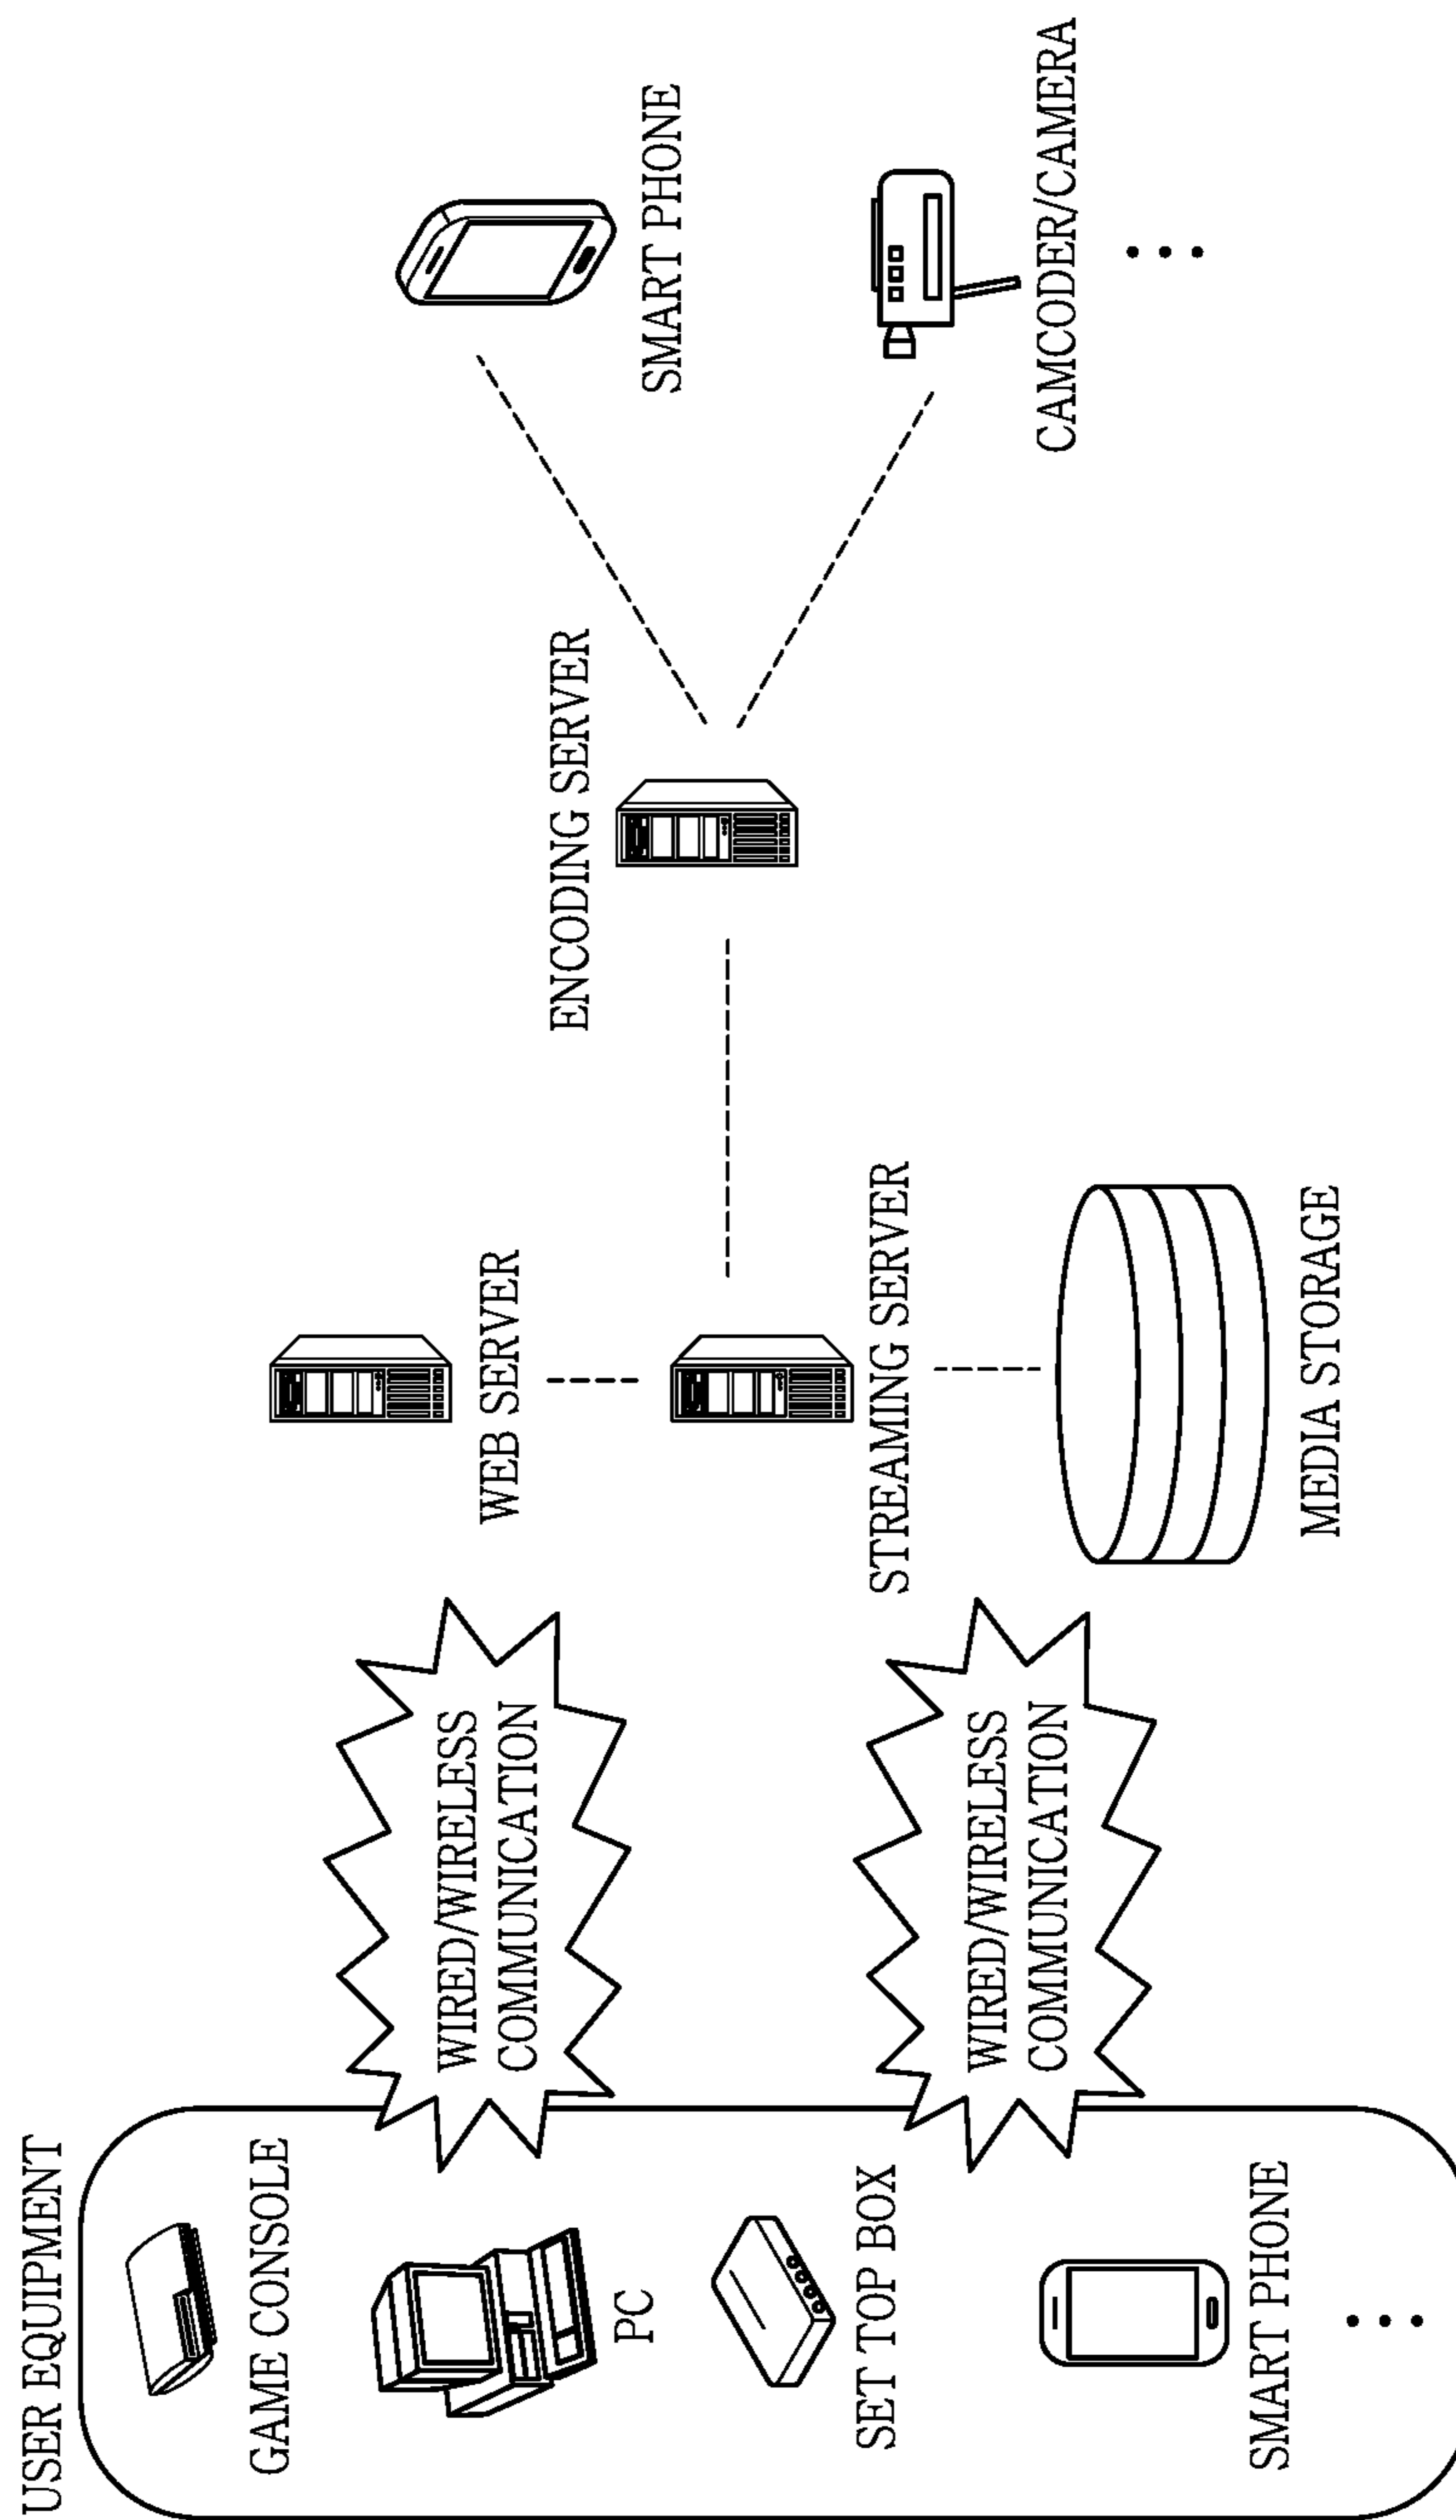 USER EQUIPMENT
GAME CONSOLE
PC
SET TOP BOX
SMART PHONE
WIRED/WIRELESS
COMMUNICATION
WIRED/WIRELESS
COMMUNICATION
WEB SERVER
STREAMING SERVER
MEDIA STORAGE
ENCODING SERVER
SMART PHONE
CAMCODER/CAMERA